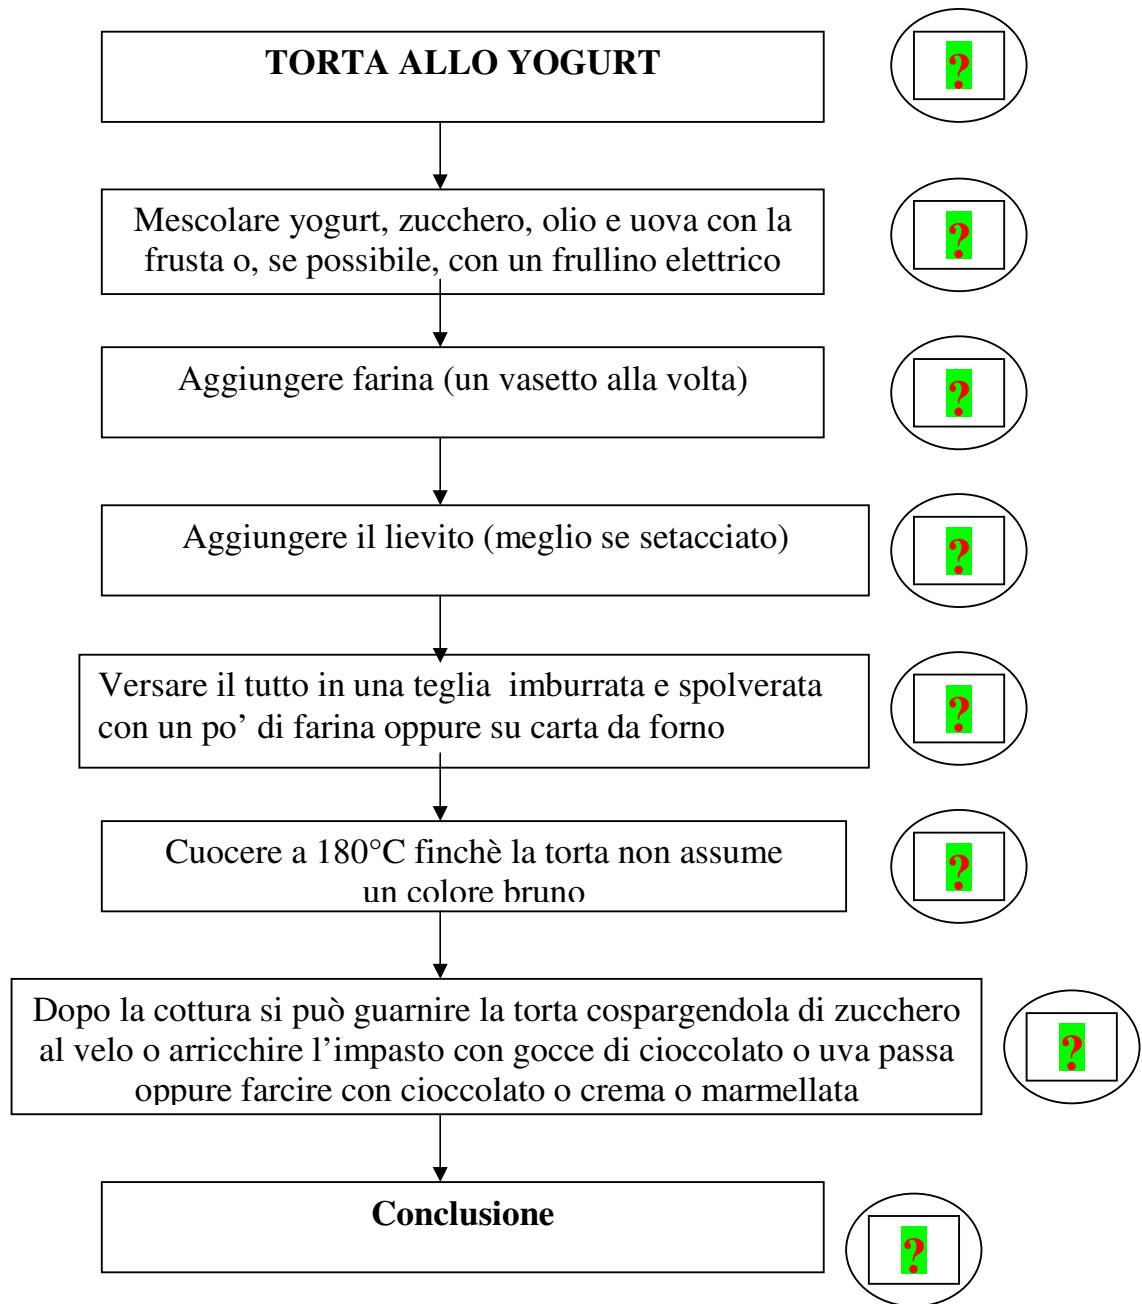 TORTA ALLO YOGURT
?
Mescolare yogurt, zucchero, olio e uova con la
frusta o, se possibile, con un frullino elettrico
?
Aggiungere farina (un vasetto alla volta)
?
Aggiungere il lievito (meglio se setacciato)
?
Versare il tutto in una teglia imburrata e spolverata
con un po’ di farina oppure su carta da forno
?
Cuocere a 180°C finchè la torta non assume
un colore bruno
?
Dopo la cottura si può guarnire la torta cospargendola di zucchero
al velo o arricchire l’impasto con gocce di cioccolato o uva passa
oppure farcire con cioccolato o crema o marmellata
?
Conclusione
?